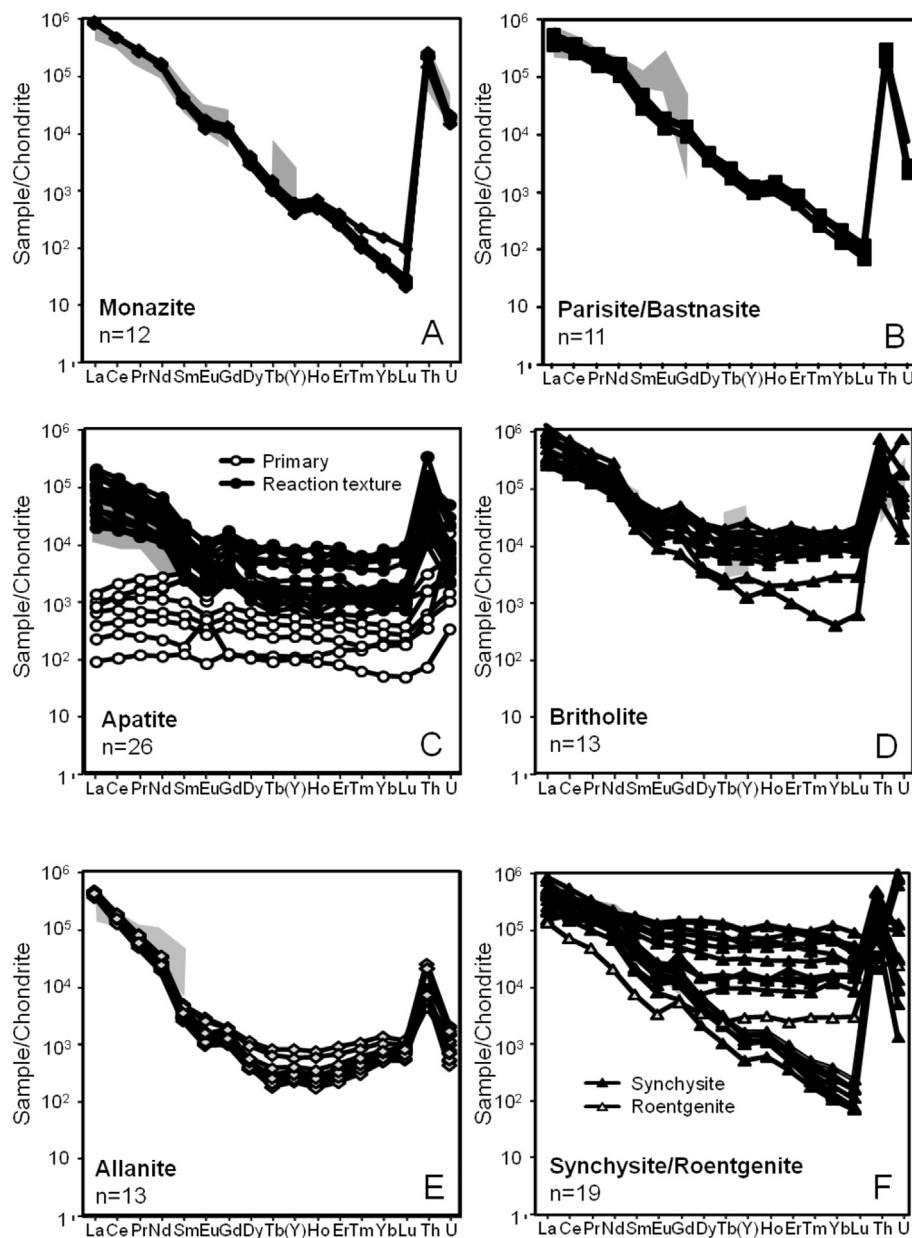 10⁶
10⁵
10⁴
10³
10²
10
1
Sample/Chondrite
Monazite
n=12
A
La Ce Pr Nd Sm Eu Gd Dy Tb (Y) Ho Er Tm Yb Lu Th U
10⁶
10⁵
10⁴
10³
10²
10
1
Sample/Chondrite
Parisite/Bastnasite
n=11
B
La Ce Pr Nd Sm Eu Gd Dy Tb (Y) Ho Er Tm Yb Lu Th U
10⁶
10⁵
10⁴
10³
10²
10
1
Sample/Chondrite
Primary
Reaction texture
Apatite
n=26
C
La Ce Pr Nd Sm Eu Gd Dy Tb (Y) Ho Er Tm Yb Lu Th U
10⁶
10⁵
10⁴
10³
10²
10
1
Sample/Chondrite
Britholite
n=13
D
La Ce Pr Nd Sm Eu Gd Dy Tb (Y) Ho Er Tm Yb Lu Th U
10⁶
10⁵
10⁴
10³
10²
10
1
Sample/Chondrite
Allanite
n=13
E
La Ce Pr Nd Sm Eu Gd Dy Tb (Y) Ho Er Tm Yb Lu Th U
10⁶
10⁵
10⁴
10³
10²
10
1
Sample/Chondrite
Synchysite
Roentgenite
Synchysite/Roentgenite
n=19
F
La Ce Pr Nd Sm Eu Gd Dy Tb (Y) Ho Er Tm Yb Lu Th U